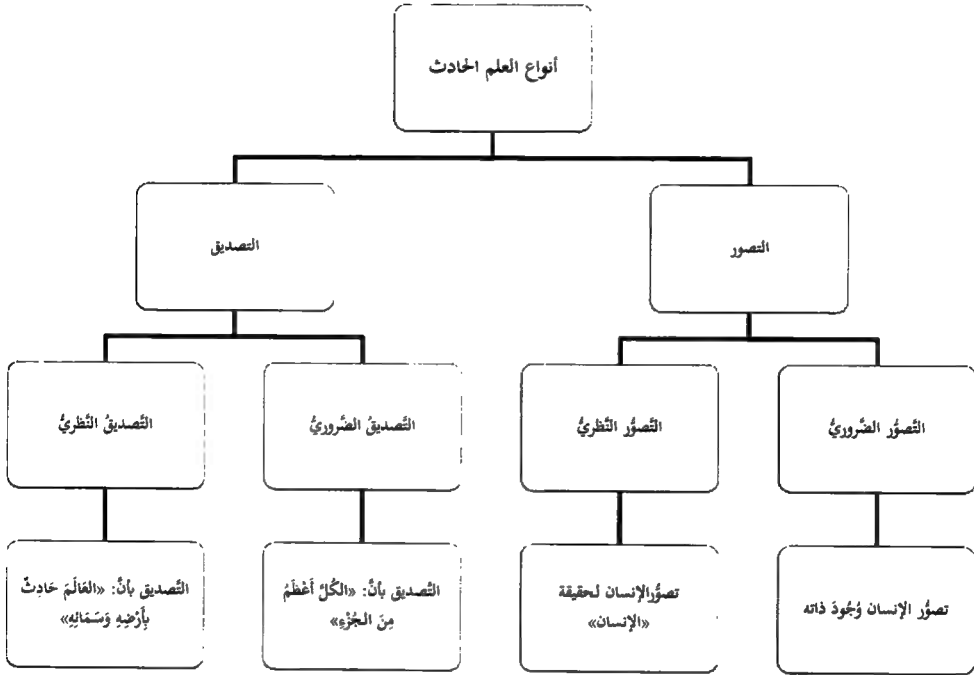 أنواع العلم الحادث
التصور
التصديق
التَّصوُّر الضَّروريُّ
التَّصوُّر النَّظريُّ
التَّصديقُ الضَّروريُّ
التَّصديقُ النَّظريُّ
تصوُّر الإنسان وُجُودَ ذاته
تصوُّرالإنسان لحقيقة
«الإنسان»
التَّصديق بأنَّ: «الكُلَّ أَعْظَمُ
مِنَ الجُزْءِ»
التَّصديق بأنَّ: «العَالَمَ حَادِثٌ
بِأَرْضِهِ وَسَمَائِهِ»